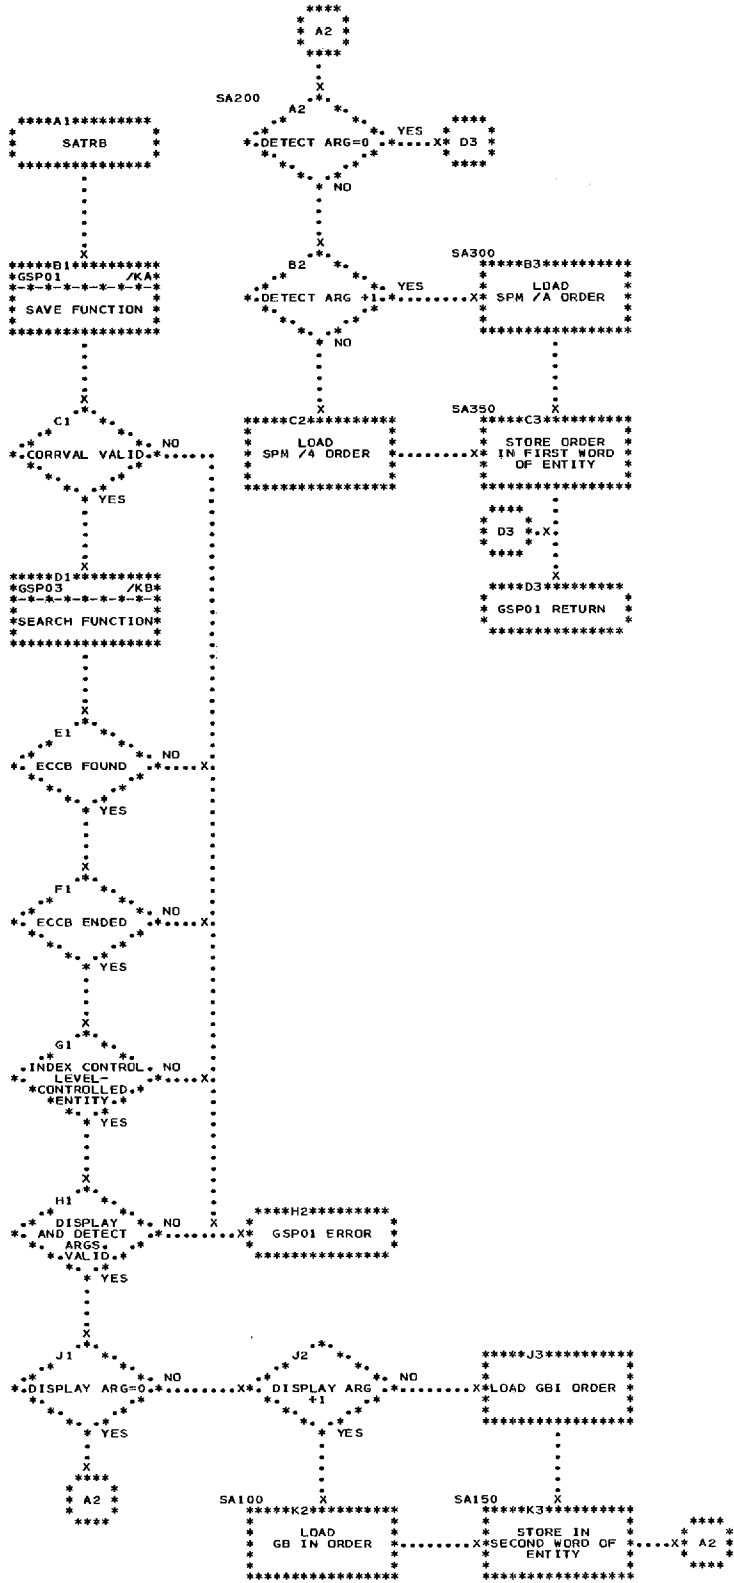 A2
SA200
A2
DETECT ARG=0
YES
D3
NO
A1
SATRB
B1
GSP01 /KA
SAVE FUNCTION
B2
DETECT ARG +1
YES
NO
SA300
B3
LOAD
SPM /A ORDER
C1
CORRVAL VALID
NO
YES
C2
LOAD
SPM /4 ORDER
SA350
C3
STORE ORDER
IN FIRST WORD
OF ENTITY
D3
D1
GSP03 /KB
SEARCH FUNCTION
D3
GSP01 RETURN
E1
ECCB FOUND
NO
YES
F1
ECCB ENDED
NO
YES
G1
INDEX CONTROL
LEVEL-
CONTROLLED
ENTITY
NO
YES
H1
DISPLAY
AND DETECT
ARGS
VALID
NO
YES
H2
GSP01 ERROR
J1
DISPLAY ARG=0
NO
YES
J2
DISPLAY ARG
+1
NO
YES
J3
LOAD GBI ORDER
A2
SA100
K2
LOAD
GB IN ORDER
SA150
K3
STORE IN
SECOND WORD OF
ENTITY
A2